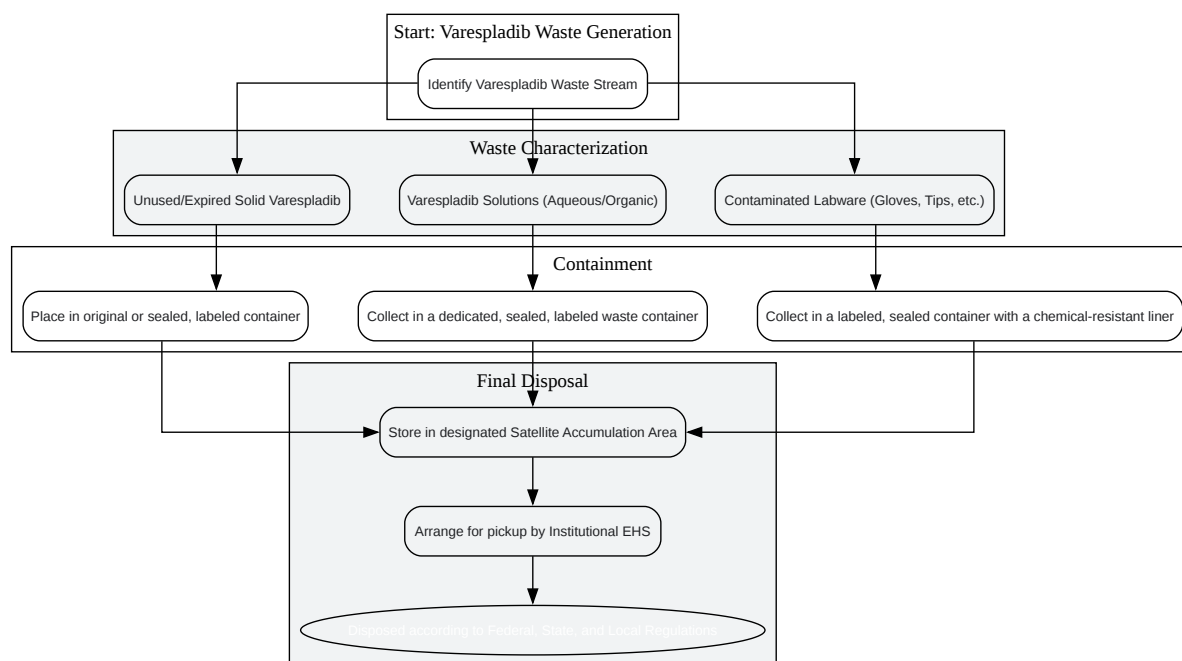 Start: Varespladib Waste Generation
Identify Varespladib Waste Stream
Waste Characterization
Unused/Expired Solid Varespladib
Varespladib Solutions (Aqueous/Organic)
Contaminated Labware (Gloves, Tips, etc.)
Containment
Place in original or sealed, labeled container
Collect in a dedicated, sealed, labeled waste container
Collect in a labeled, sealed container with a chemical-resistant liner
Final Disposal
Store in designated Satellite Accumulation Area
Arrange for pickup by Institutional EHS
Disposed according to Federal, State, and Local Regulations